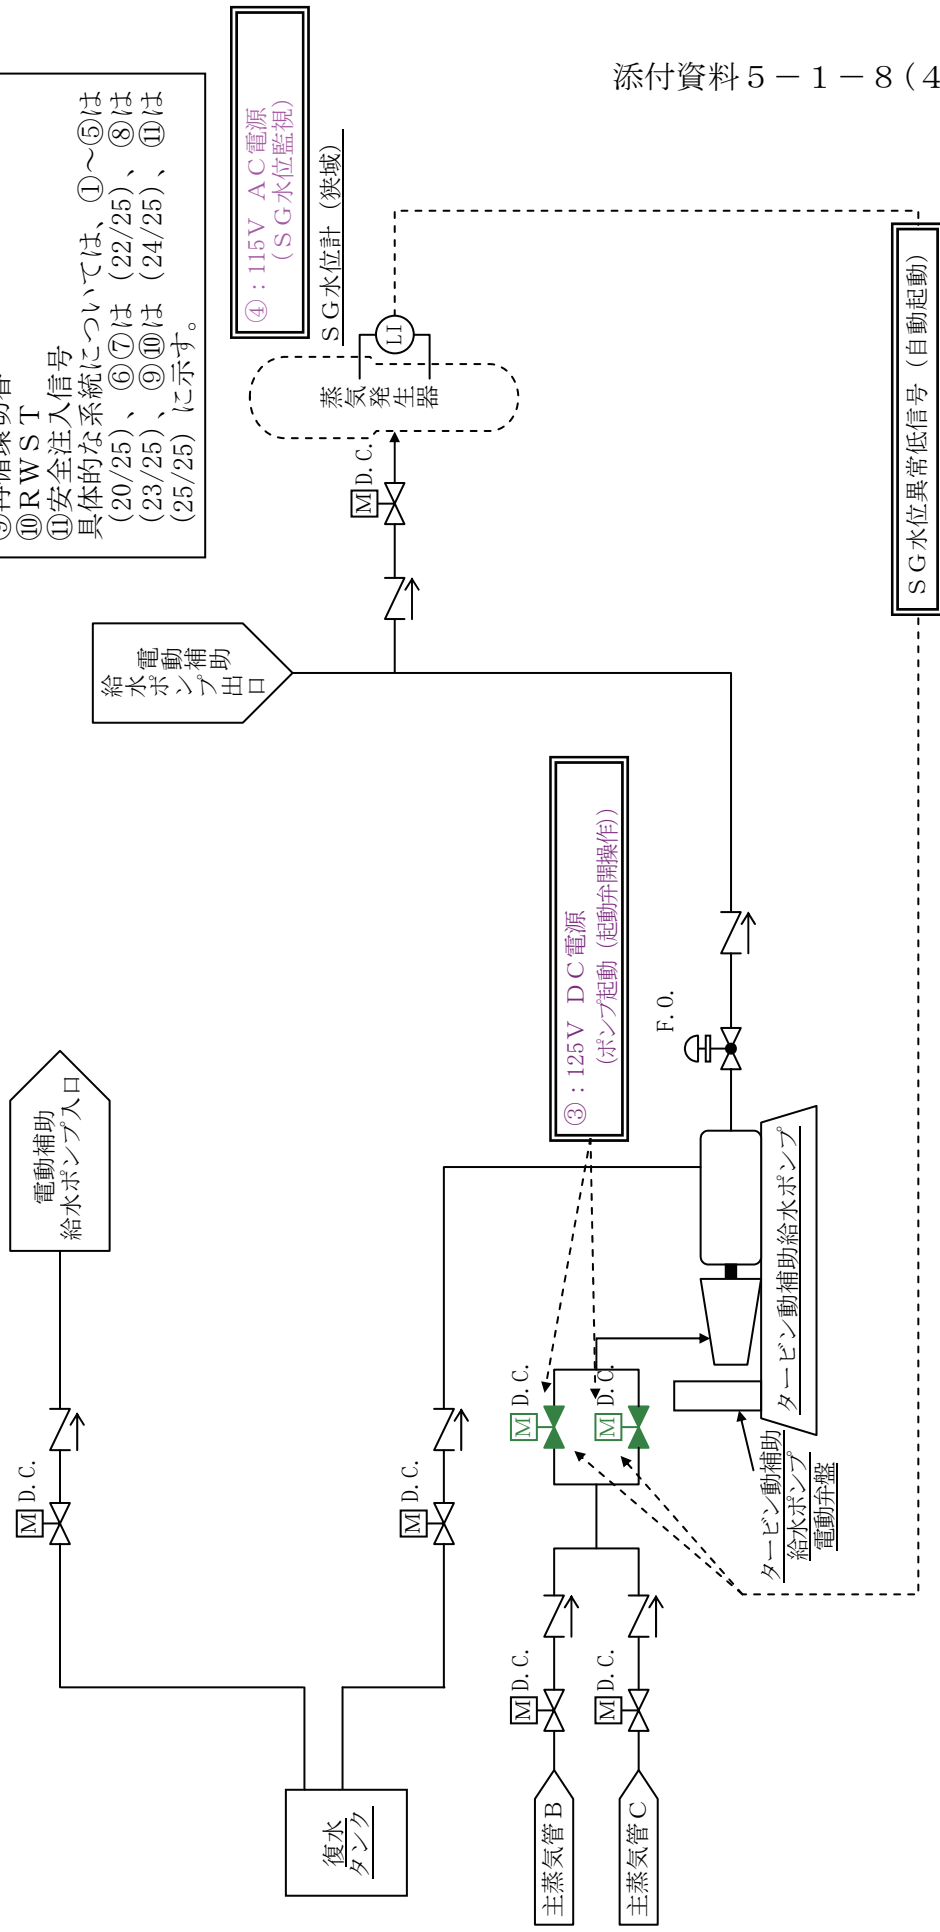 添付資料５－１－８(4
⑩ＲＷＳＴ
⑪安全注入信号
具体的な系統については、①～⑤は
(20/25)、⑥⑦は (22/25)、⑧は
(23/25)、⑨⑩は (24/25)、⑪は
(25/25) に示す。
④：115V ＡＣ電源
(ＳＧ水位監視)
ＳＧ水位計 (狭域)
LI
蒸気
発生器
M D.C.
電動補助
給水ポンプ出口
ＳＧ水位異常低信号 (自動起動)
③：125V ＤＣ電源
(ポンプ起動 (起動弁開操作))
F.O.
電動補助
給水ポンプ入口
M D.C.
M D.C.
M D.C.
M D.C.
タービン動補助給水ポンプ
タービン動補助
給水ポンプ
電動弁盤
M D.C.
M D.C.
復水
タンク
主蒸気管Ｂ
主蒸気管Ｃ